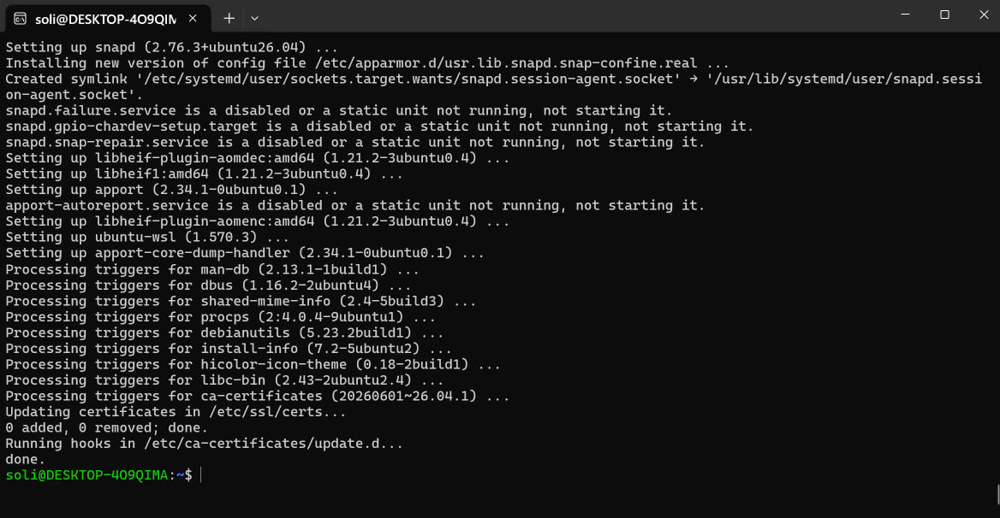 soli@DESKTOP-4O9QIM
Setting up snapd (2.76.3+ubuntu26.04) ...
Installing new version of config file /etc/apparmor.d/usr.lib.snapd.snap-confine.real ...
Created symlink '/etc/systemd/user/sockets.target.wants/snapd.session-agent.socket' → '/usr/lib/systemd/user/snapd.sessi
on-agent.socket'.
snapd.failure.service is a disabled or a static unit not running, not starting it.
snapd.gpio-chardev-setup.target is a disabled or a static unit not running, not starting it.
snapd.snap-repair.service is a disabled or a static unit not running, not starting it.
Setting up libheif-plugin-aomdec:amd64 (1.21.2-3ubuntu0.4) ...
Setting up libheif1:amd64 (1.21.2-3ubuntu0.4) ...
Setting up apport (2.34.1-0ubuntu0.1) ...
apport-autoreport.service is a disabled or a static unit not running, not starting it.
Setting up libheif-plugin-aomenc:amd64 (1.21.2-3ubuntu0.4) ...
Setting up ubuntu-wsl (1.570.3) ...
Setting up apport-core-dump-handler (2.34.1-0ubuntu0.1) ...
Processing triggers for man-db (2.13.1-1build1) ...
Processing triggers for dbus (1.16.2-2ubuntu4) ...
Processing triggers for shared-mime-info (2.4-5build3) ...
Processing triggers for procps (2:4.0.4-9ubuntu1) ...
Processing triggers for debianutils (5.23.2build1) ...
Processing triggers for install-info (7.2-5ubuntu2) ...
Processing triggers for hicolor-icon-theme (0.18-2build1) ...
Processing triggers for libc-bin (2.43-2ubuntu2.4) ...
Processing triggers for ca-certificates (20260601~26.04.1) ...
Updating certificates in /etc/ssl/certs...
0 added, 0 removed; done.
Running hooks in /etc/ca-certificates/update.d...
done.
soli@DESKTOP-4O9QIMA:~$